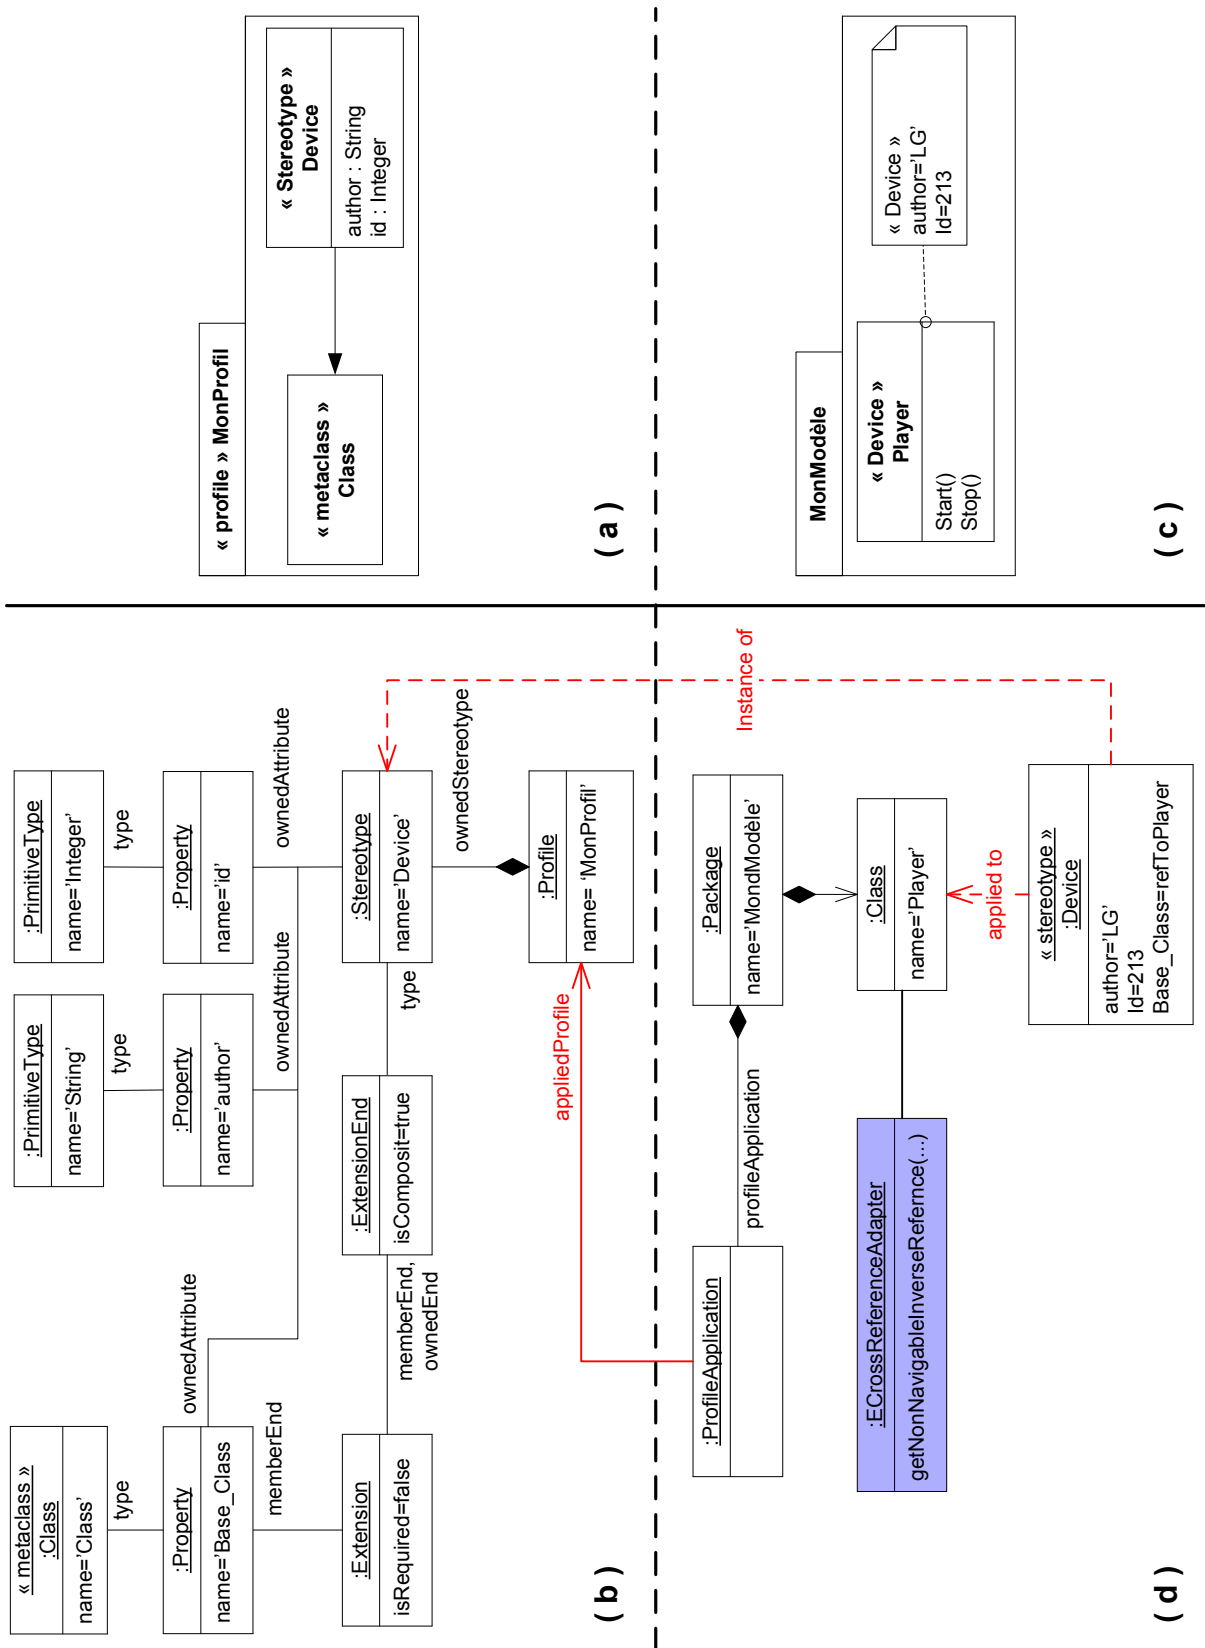 « profile » MonProfil
« metaclass »
Class
« Stereotype »
Device
author : String
id : Integer
( a )
« metaclass »
:Class
name='Class'
type
:Property
name='Base_Class
ownedAttribute
memberEnd
:Extension
isRequired=false
memberEnd,
ownedEnd
:ExtensionEnd
isComposit=true
type
:PrimitiveType
name='String'
type
:Property
name='author'
ownedAttribute
:PrimitiveType
name='Integer'
type
:Property
name='id'
ownedAttribute
:Stereotype
name='Device'
ownedStereotype
:Profile
name= ‘MonProfil’
( b )
MonModèle
« Device »
Player
Start()
Stop()
« Device »
author='LG'
Id=213
( c )
appliedProfile
Instance of
:ProfileApplication
profileApplication
:Package
name='MondModèle'
:Class
name='Player'
:ECrossReferenceAdapter
getNonNavigableInverseRefernce(...)
applied to
« stereotype »
:Device
author='LG'
Id=213
Base_Class=refToPlayer
( d )